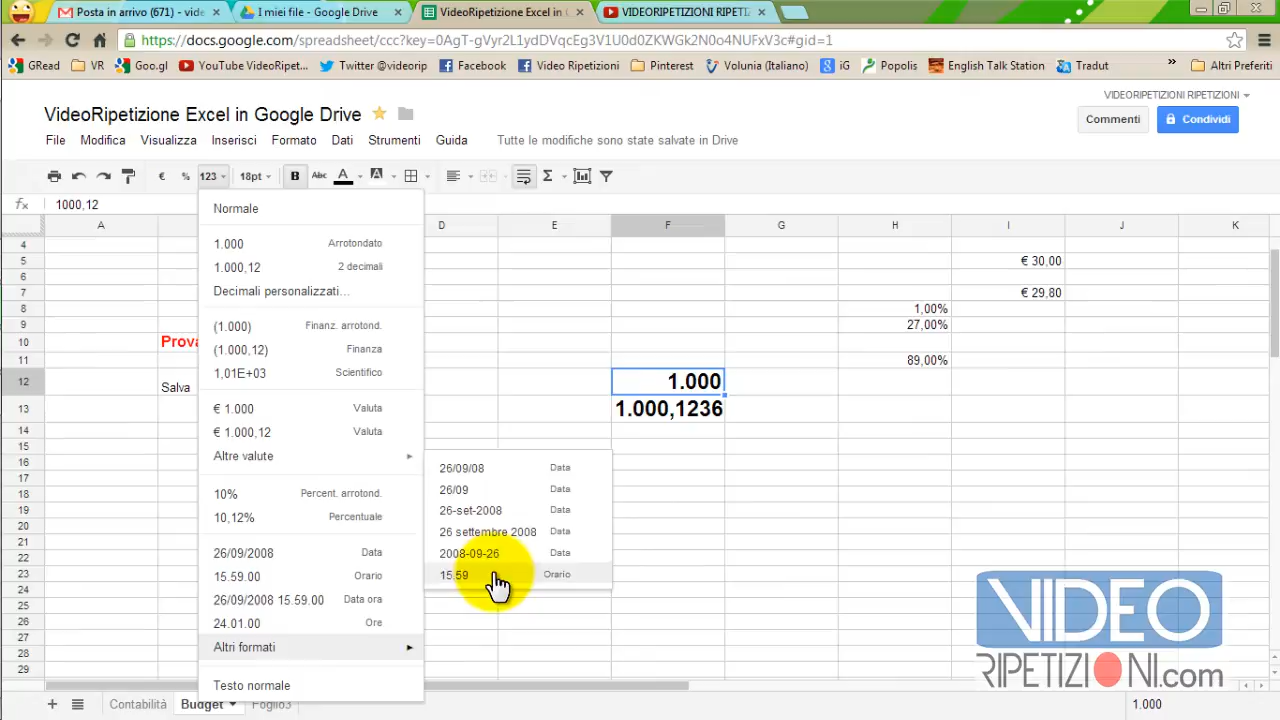 Posta in arrivo (671) - video
I miei file - Google Drive
VideoRipetizione Excel in G
VIDEORIPETIZIONI RIPETIZ
https://docs.google.com/spreadsheet/ccc?key=0AgT-gVyr2L1ydDVqcEg3V1U0d0ZKWGk2N0o4NUFxV3c#gid=1
GRead VR Goo.gl YouTube VideoRipet... Twitter @videorip Facebook Video Ripetizioni Pinterest Volunia (Italiano) iG Popolis English Talk Station Tradut » Altri Preferiti
VIDEORIPETIZIONI RIPETIZIONI
VideoRipetizione Excel in Google Drive
Commenti
Condividi
File Modifica Visualizza Inserisci Formato Dati Strumenti Guida Tutte le modifiche sono state salvate in Drive
€ % 123 18pt B Abc A A Σ
fx 1000,12
A D E F G H I J K
4
5 € 30,00
6
7 € 29,80
8 1,00%
9 27,00%
10 Prova
11 89,00%
12 Salva 1.000
13 1.000,1236
14
15
16
17
18
19
20
21
22
23
24
25
26
27
28
29
Normale
1.000 Arrotondato
1.000,12 2 decimali
Decimali personalizzati...
(1.000) Finanz. arrotond.
(1.000,12) Finanza
1,01E+03 Scientifico
€ 1.000 Valuta
€ 1.000,12 Valuta
Altre valute
10% Percent. arrotond.
10,12% Percentuale
26/09/2008 Data
15.59.00 Orario
26/09/2008 15.59.00 Data ora
24.01.00 Ore
Altri formati
Testo normale
26/09/08 Data
26/09 Data
26-set-2008 Data
26 settembre 2008 Data
2008-09-26 Data
15.59 Orario
VIDEO
RIPETIZIONI.com
+ Contabilità Budget Foglio3
1.000